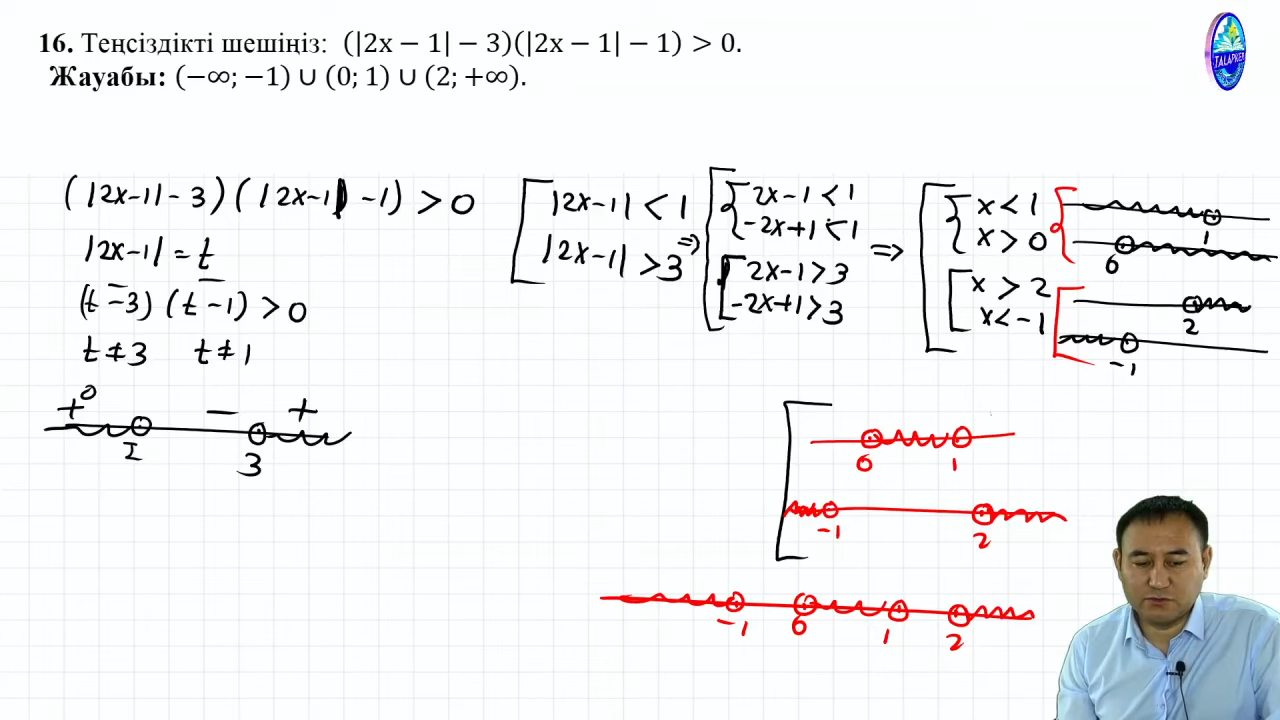 16. Теңсіздікті шешіңіз: (|2x − 1| − 3)(|2x − 1| − 1) > 0.
Жауабы: (−∞; −1) ∪ (0; 1) ∪ (2; +∞).
TALAPKER
(|2x-1| - 3)(|2x-1| -1) > 0
|2x-1| = t
(t -3)(t -1) > 0
t ≠ 3 t ≠ 1
+ 0 − +
1 3
|2x-1| < 1
|2x-1| > 3
⇒
2x-1 < 1
-2x+1 < 1
2x-1 > 3
-2x+1 > 3
⇒
x < 1
x > 0
x > 2
x < -1
1
0
2
-1
0 1
-1 2
-1 0 1 2